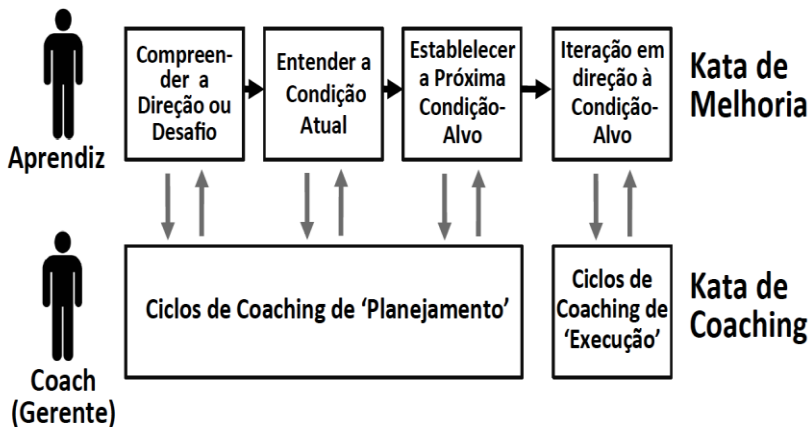 Compreen-
der a
Direção ou
Desafio
Entender a
Condição
Atual
Establelecer
a Próxima
Condição-
Alvo
Iteração em
direção à
Condição-
Alvo
Kata de
Melhoria
Aprendiz
Ciclos de Coaching de ‘Planejamento’
Ciclos de
Coaching de
‘Execução’
Kata de
Coaching
Coach
(Gerente)